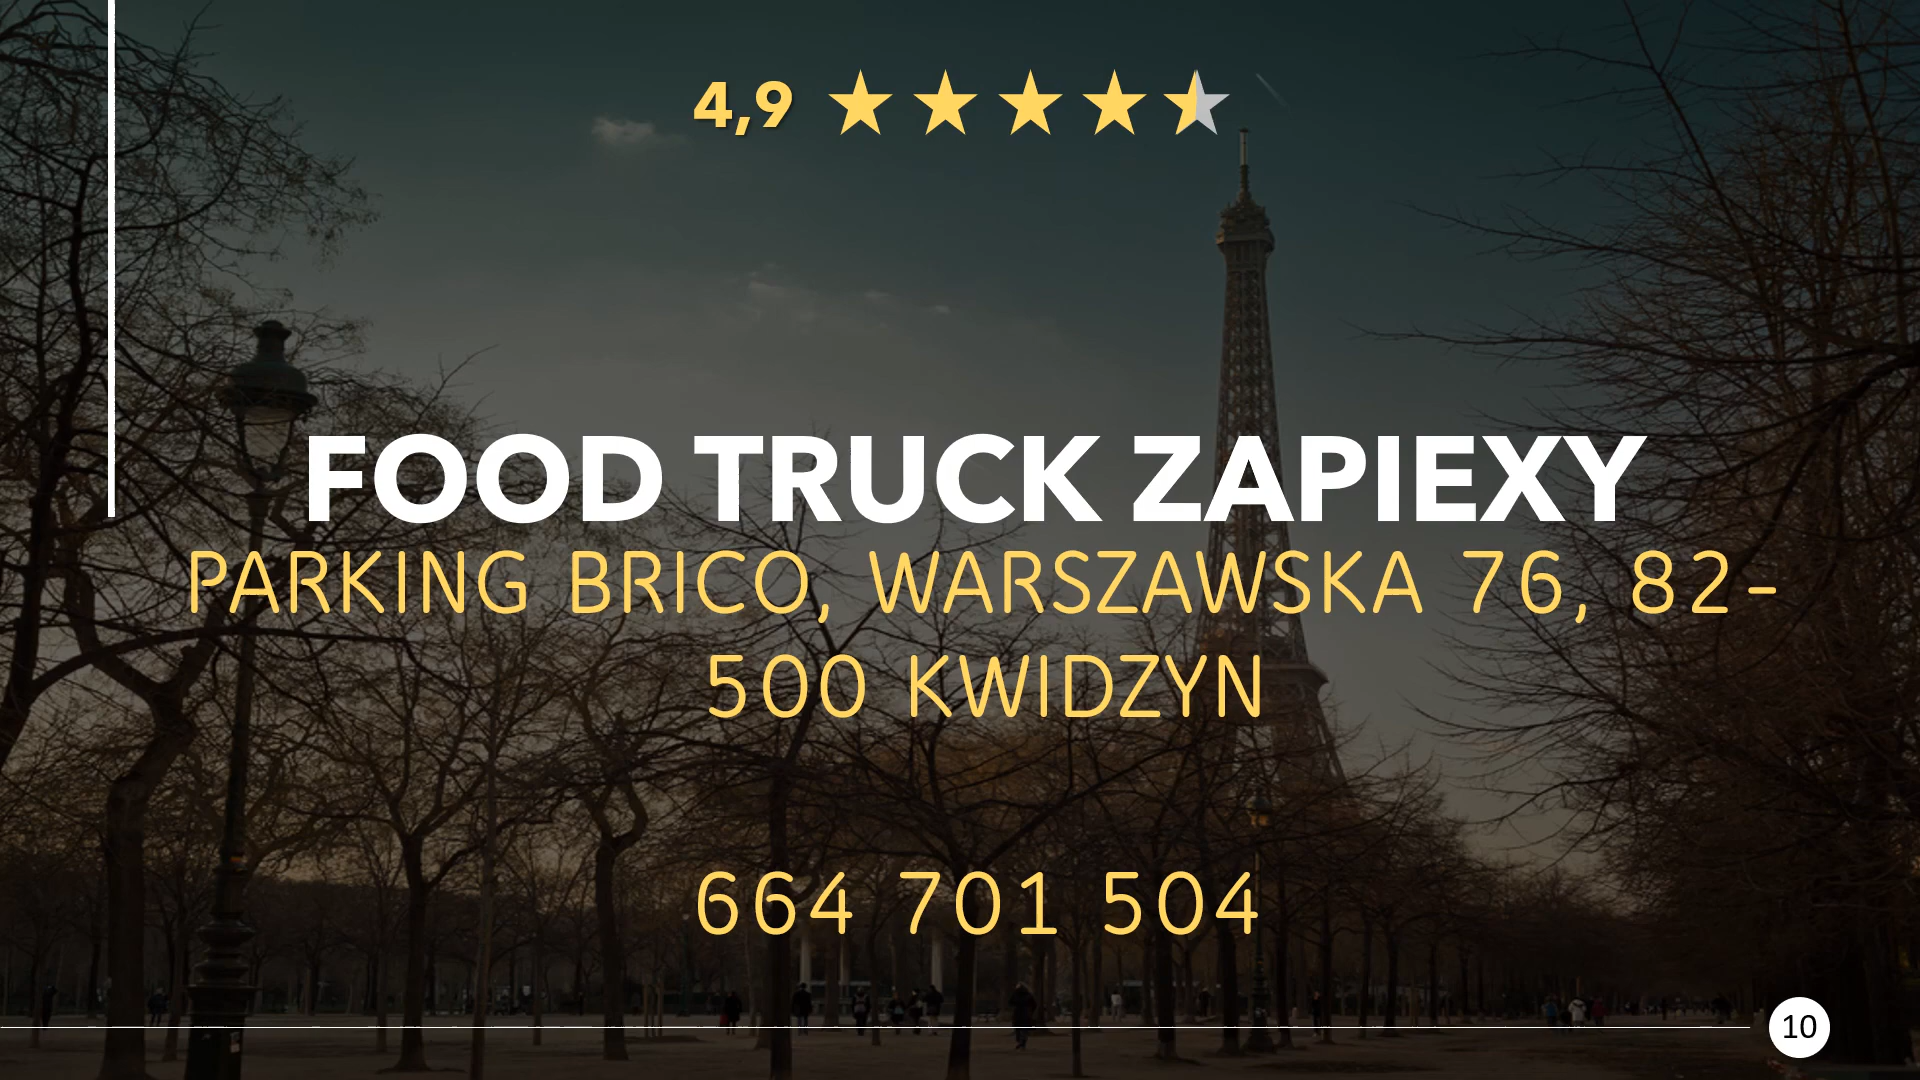 4,9
FOOD TRUCK ZAPIEXY
PARKING BRICO, WARSZAWSKA 76, 82-
500 KWIDZYN
664 701 504
10